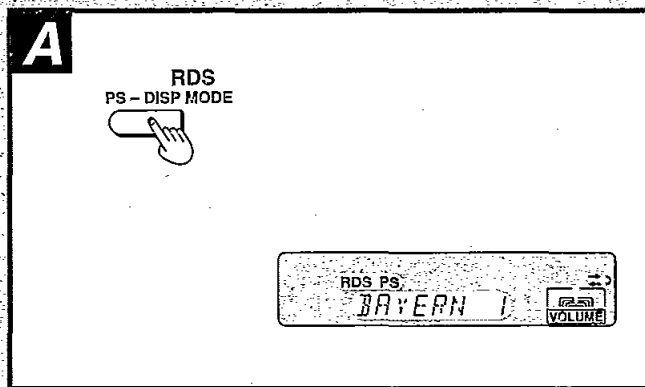 A
RDS
PS – DISP MODE
RDS PS
BAYERN 1
VOLUME